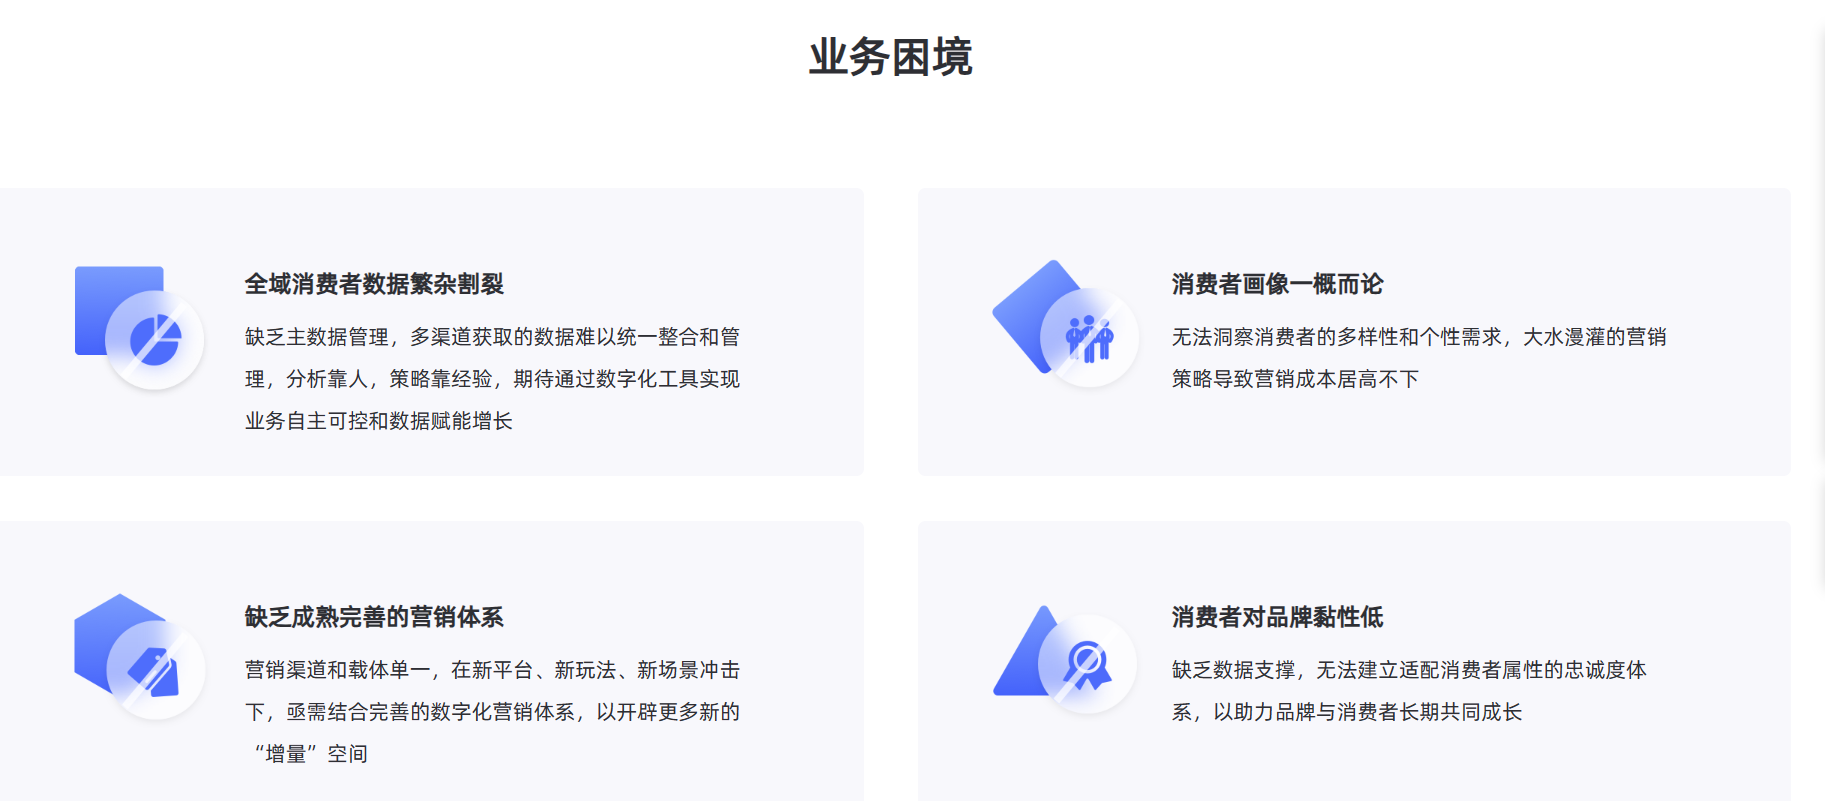 业务困境
全域消费者数据繁杂割裂
缺乏主数据管理，多渠道获取的数据难以统一整合和管
理，分析靠人，策略靠经验，期待通过数字化工具实现
业务自主可控和数据赋能增长
消费者画像一概而论
无法洞察消费者的多样性和个性需求，大水漫灌的营销
策略导致营销成本居高不下
缺乏成熟完善的营销体系
营销渠道和载体单一，在新平台、新玩法、新场景冲击
下，亟需结合完善的数字化营销体系，以开辟更多新的
“增量”空间
消费者对品牌黏性低
缺乏数据支撑，无法建立适配消费者属性的忠诚度体
系，以助力品牌与消费者长期共同成长